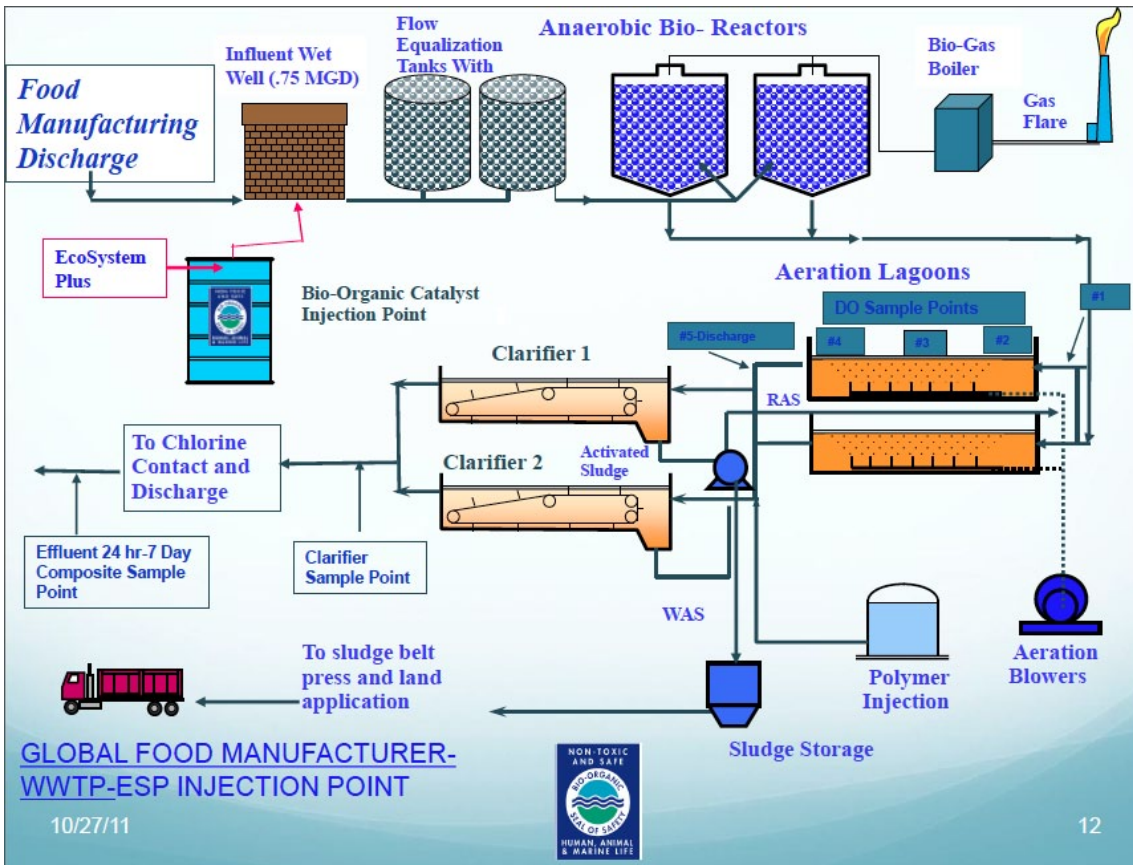 Food
Manufacturing
Discharge
Influent Wet
Well (.75 MGD)
Flow
Equalization
Tanks With
Anaerobic Bio- Reactors
Bio-Gas
Boiler
Gas
Flare
EcoSystem
Plus
Bio-Organic Catalyst
Injection Point
Aeration Lagoons
#1
DO Sample Points
#4
#3
#2
#5-Discharge
Clarifier 1
RAS
To Chlorine
Contact and
Discharge
Clarifier 2
Activated
Sludge
Effluent 24 hr-7 Day
Composite Sample
Point
Clarifier
Sample Point
WAS
Polymer
Injection
Aeration
Blowers
To sludge belt
press and land
application
Sludge Storage
GLOBAL FOOD MANUFACTURER-
WWTP-ESP INJECTION POINT
NON-TOXIC
AND SAFE
BIO-ORGANIC
SEAL OF SAFETY
HUMAN, ANIMAL
& MARINE LIFE
10/27/11
12